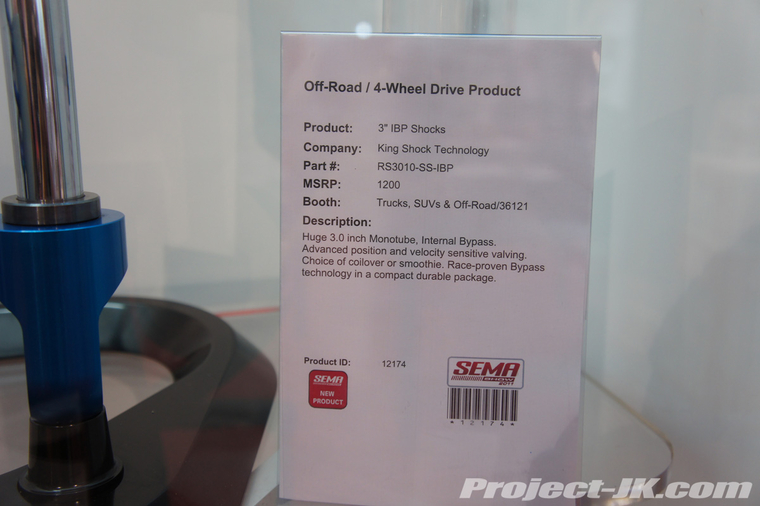 Off-Road / 4-Wheel Drive Product
Product: 3" IBP Shocks
Company: King Shock Technology
Part #: RS3010-SS-IBP
MSRP: 1200
Booth: Trucks, SUVs & Off-Road/36121
Description:
Huge 3.0 inch Monotube, Internal Bypass.
Advanced position and velocity sensitive valving.
Choice of coilover or smoothie. Race-proven Bypass
technology in a compact durable package.
Product ID: 12174
SEMA
NEW
PRODUCT
SEMA
SHOW
2011
*12174*
Project-JK.com